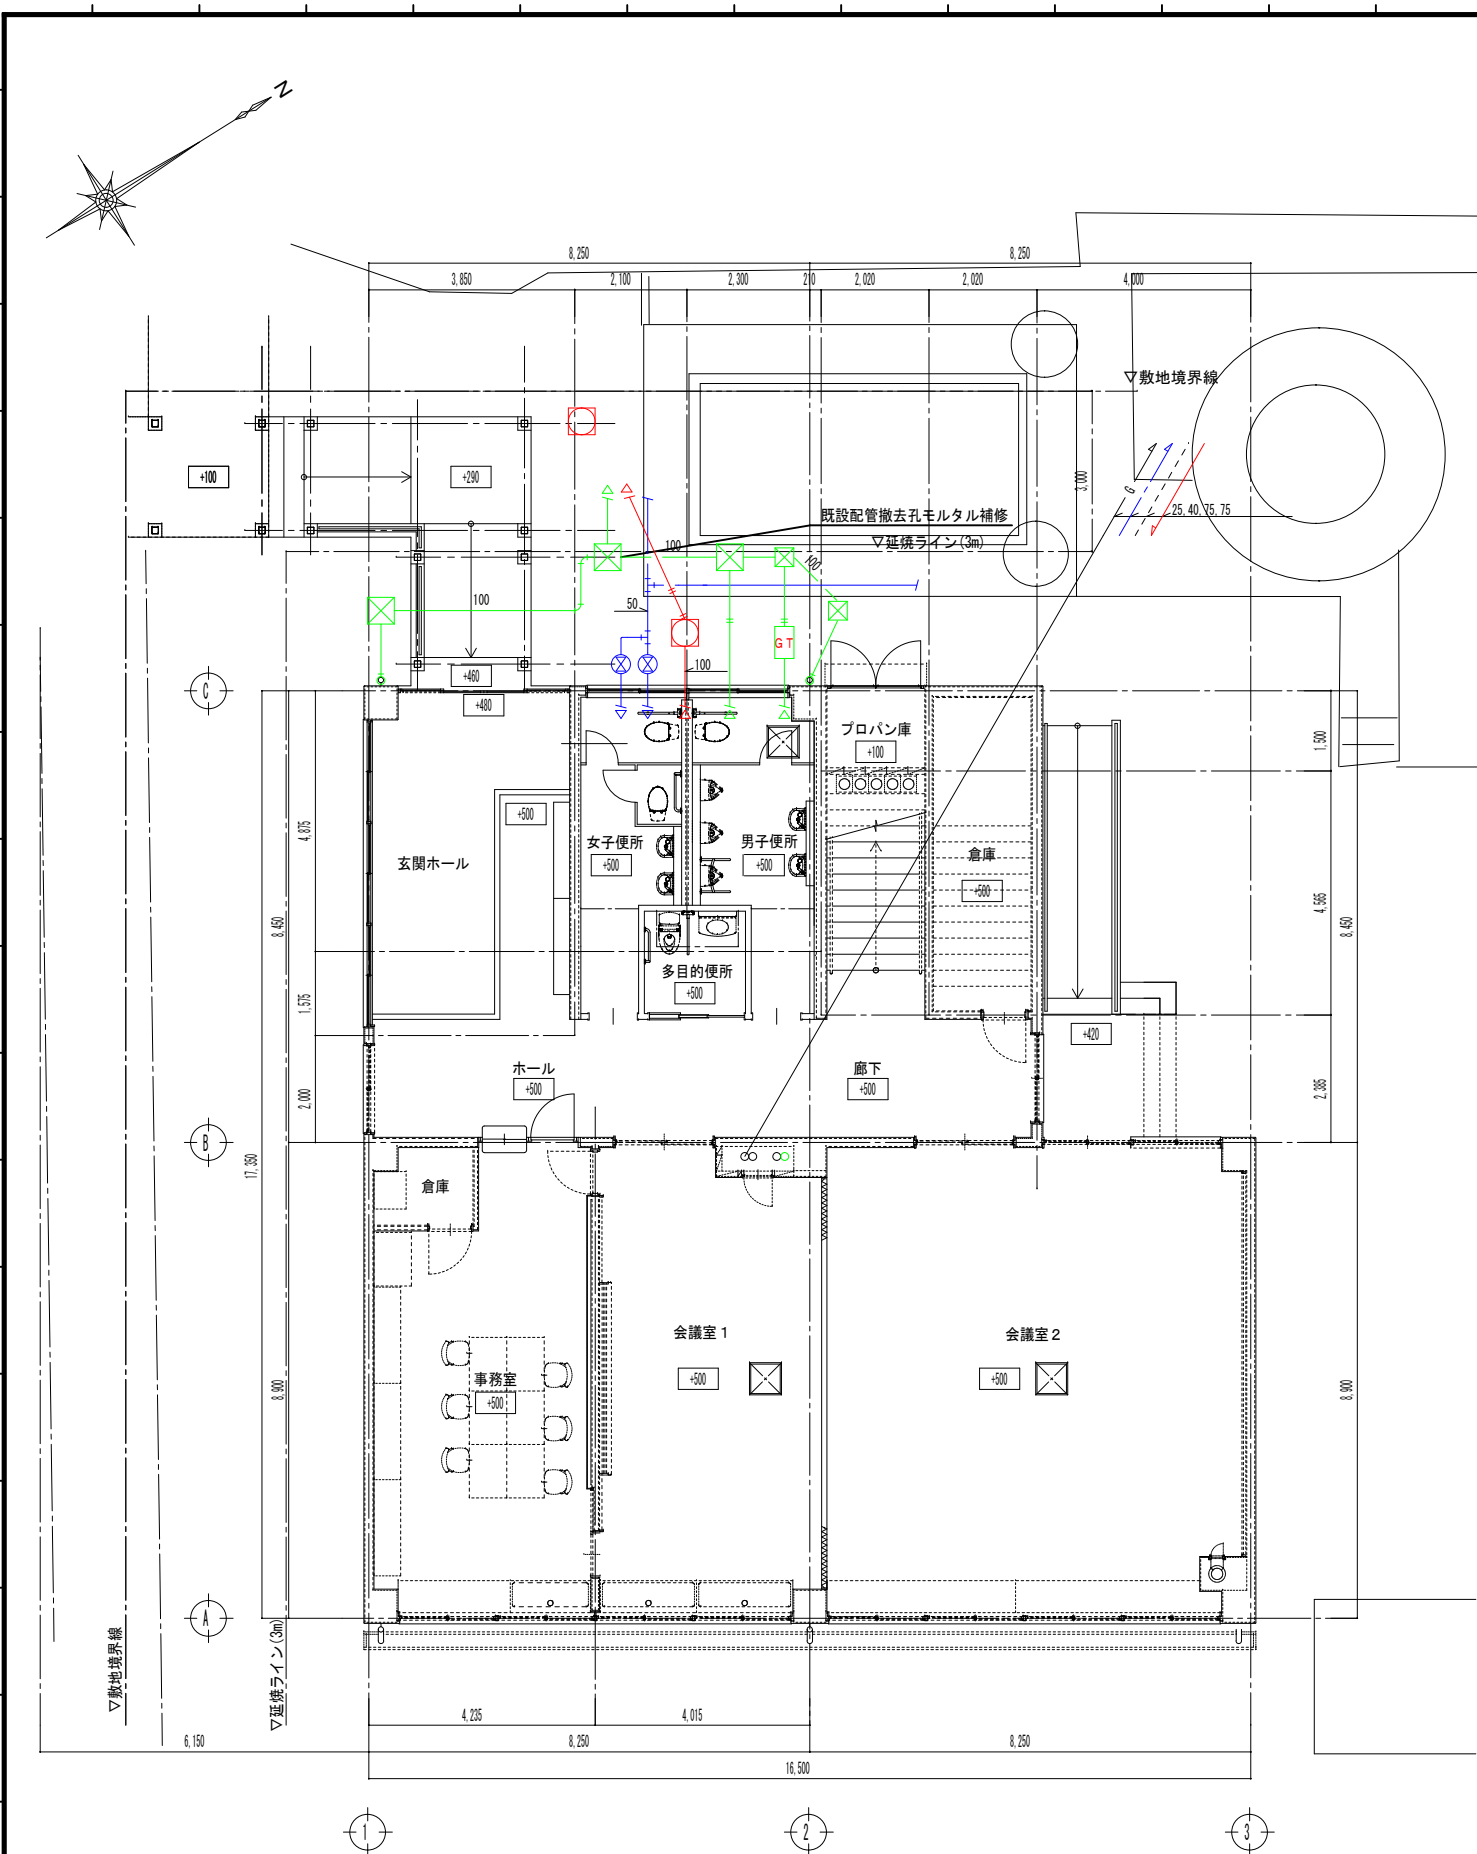 N
8,250
8,250
3,850
2,100
2,300
210
2,020
2,020
4,000
▽敷地境界線
+100
+290
3,000
G
25,40,75,75
既設配管撤去孔モルタル補修
▽延焼ライン(3m)
100
100
100
50
GT
100
+460
+480
C
プロパン庫
+100
1,500
4,875
+500
女子便所
+500
男子便所
+500
玄関ホール
倉庫
+500
4,565
8,450
8,450
多目的便所
+500
1,575
+420
ホール
+500
廊下
+500
2,000
2,385
B
17,350
倉庫
会議室1
+500
会議室2
+500
事務室
+500
8,900
8,900
A
▽敷地境界線
▽延焼ライン(3m)
4,235
4,015
6,150
8,250
8,250
16,500
1
2
3